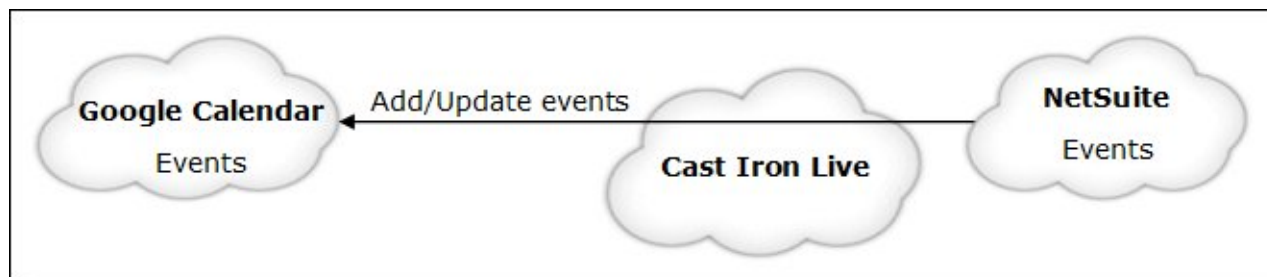 Google Calendar
Events
Add/Update events
Cast Iron Live
NetSuite
Events